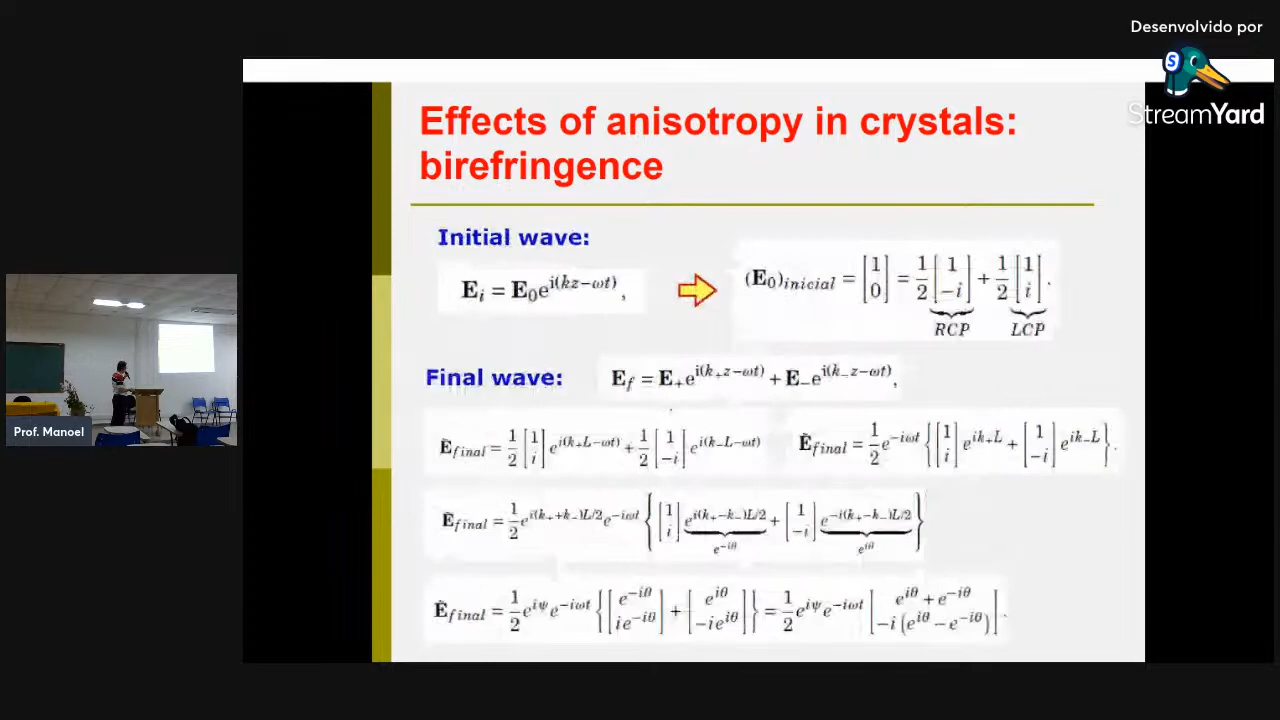 Desenvolvido por
StreamYard
Effects of anisotropy in crystals:
birefringence
Initial wave:
E_i = E_0 e^{i(kz−ωt)},
(E_0)_{inicial} = [1 0] = 1/2 [1 −i] + 1/2 [1 i].
RCP LCP
Final wave:
E_f = E_+ e^{i(k_+z−ωt)} + E_− e^{i(k_−z−ωt)},
Ẽ_{final} = 1/2 [1 i] e^{i(k_+L−ωt)} + 1/2 [1 −i] e^{i(k_−L−ωt)}
Ẽ_{final} = 1/2 e^{−iωt} {[1 i] e^{ik_+L} + [1 −i] e^{ik_−L}}.
Ẽ_{final} = 1/2 e^{i(k_+ + k_−)L/2} e^{−iωt} {[1 i] e^{i(k_+−k_−)L/2} + [1 −i] e^{−i(k_+−k_−)L/2}}
e^{−iθ} e^{iθ}
Ẽ_{final} = 1/2 e^{iψ} e^{−iωt} {[e^{−iθ} ie^{−iθ}] + [e^{iθ} −ie^{iθ}]} = 1/2 e^{iψ} e^{−iωt} [e^{iθ} + e^{−iθ} −i(e^{iθ} − e^{−iθ})].
Prof. Manoel